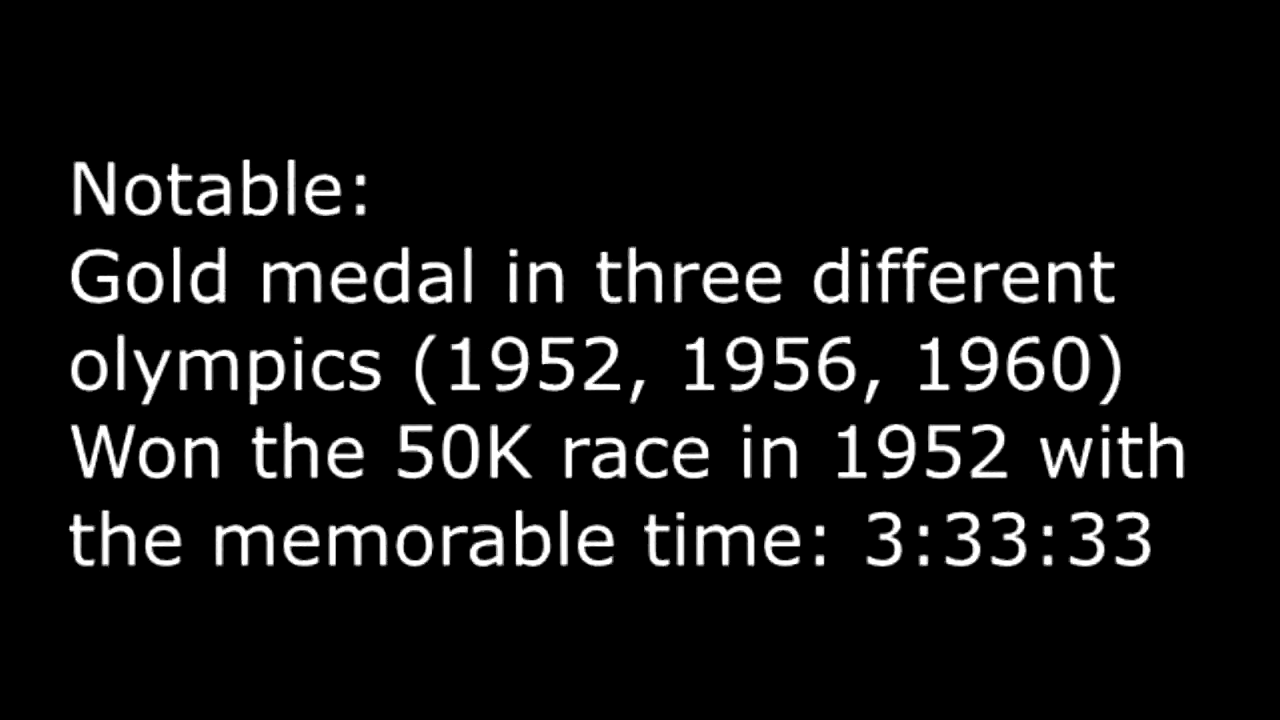 Notable:
Gold medal in three different
olympics (1952, 1956, 1960)
Won the 50K race in 1952 with
the memorable time: 3:33:33